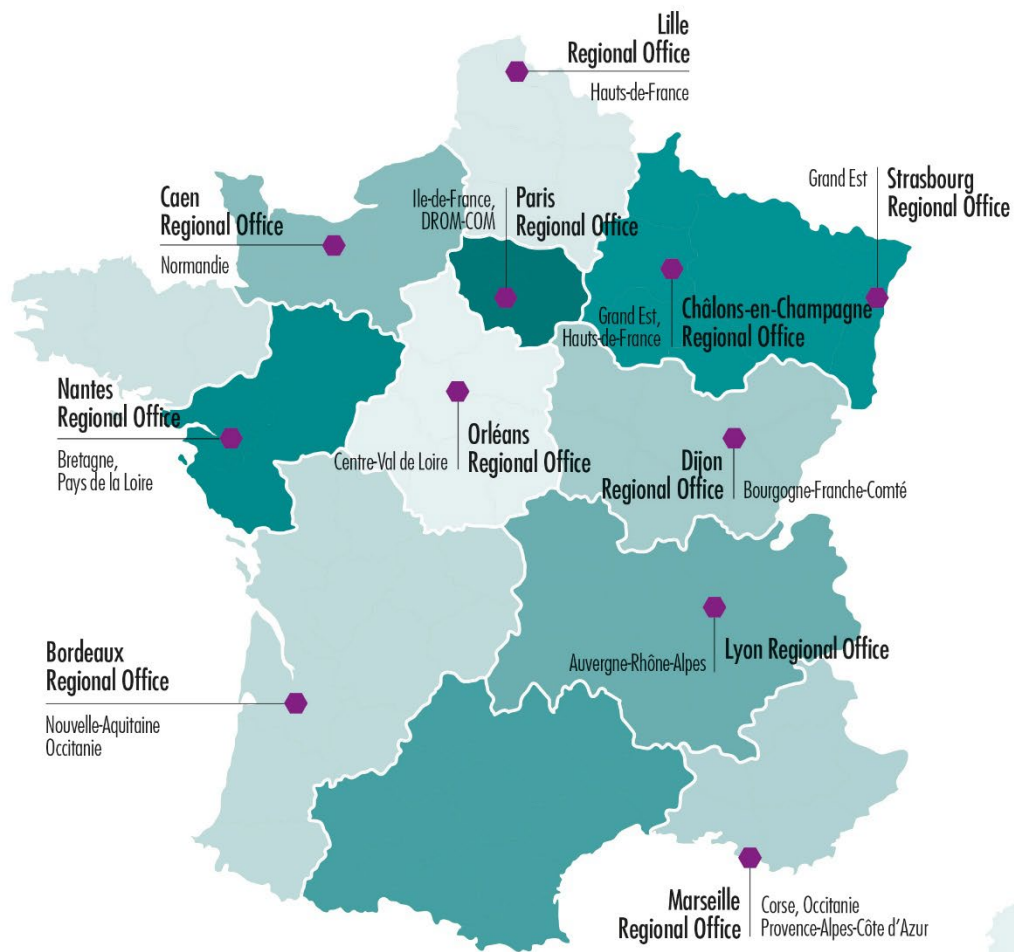 Lille
Regional Office
Hauts-de-France
Caen
Regional Office
Normandie
Ile-de-France,
DROM-COM
Paris
Regional Office
Grand Est
Strasbourg
Regional Office
Grand Est,
Hauts-de-France
Châlons-en-Champagne
Regional Office
Nantes
Regional Office
Bretagne,
Pays de la Loire
Centre-Val de Loire
Orléans
Regional Office
Dijon
Regional Office
Bourgogne-Franche-Comté
Auvergne-Rhône-Alpes
Lyon Regional Office
Bordeaux
Regional Office
Nouvelle-Aquitaine
Occitanie
Marseille
Regional Office
Corse, Occitanie
Provence-Alpes-Côte d'Azur